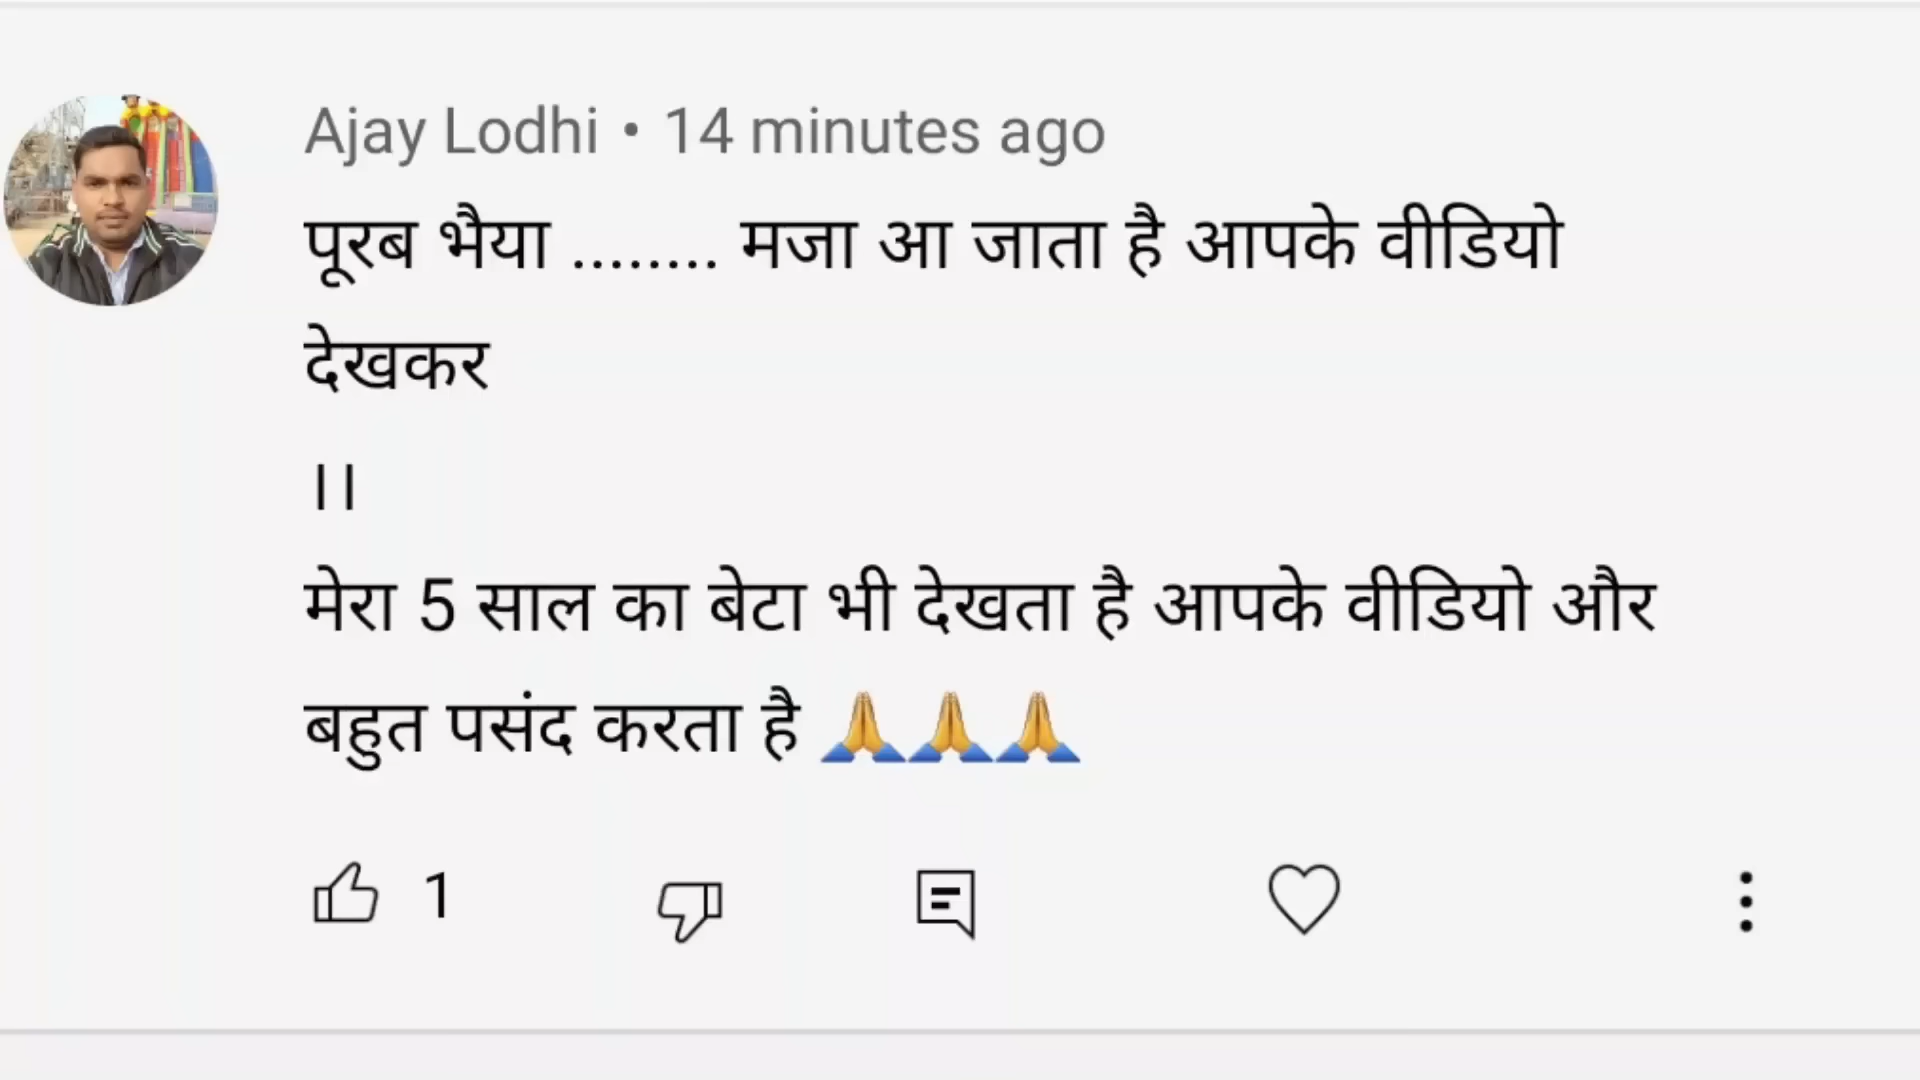 Ajay Lodhi • 14 minutes ago
पूरब भैया ........ मजा आ जाता है आपके वीडियो
देखकर
।।
मेरा 5 साल का बेटा भी देखता है आपके वीडियो और
बहुत पसंद करता है 🙏🙏🙏
1